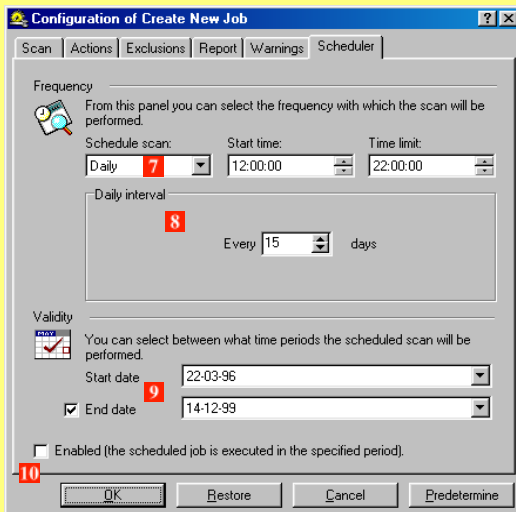 Configuration of Create New Job
Scan Actions Exclusions Report Warnings Scheduler
Frequency
From this panel you can select the frequency with which the scan will be
performed.
Schedule scan: Start time: Time limit:
Daily 7 12:00:00 22:00:00
Daily interval
8
Every 15 days
Validity
MAY
You can select between what time periods the scheduled scan will be
performed.
Start date 22-03-96
9
End date 14-12-99
Enabled (the scheduled job is executed in the specified period).
10
OK Restore Cancel Predetermine